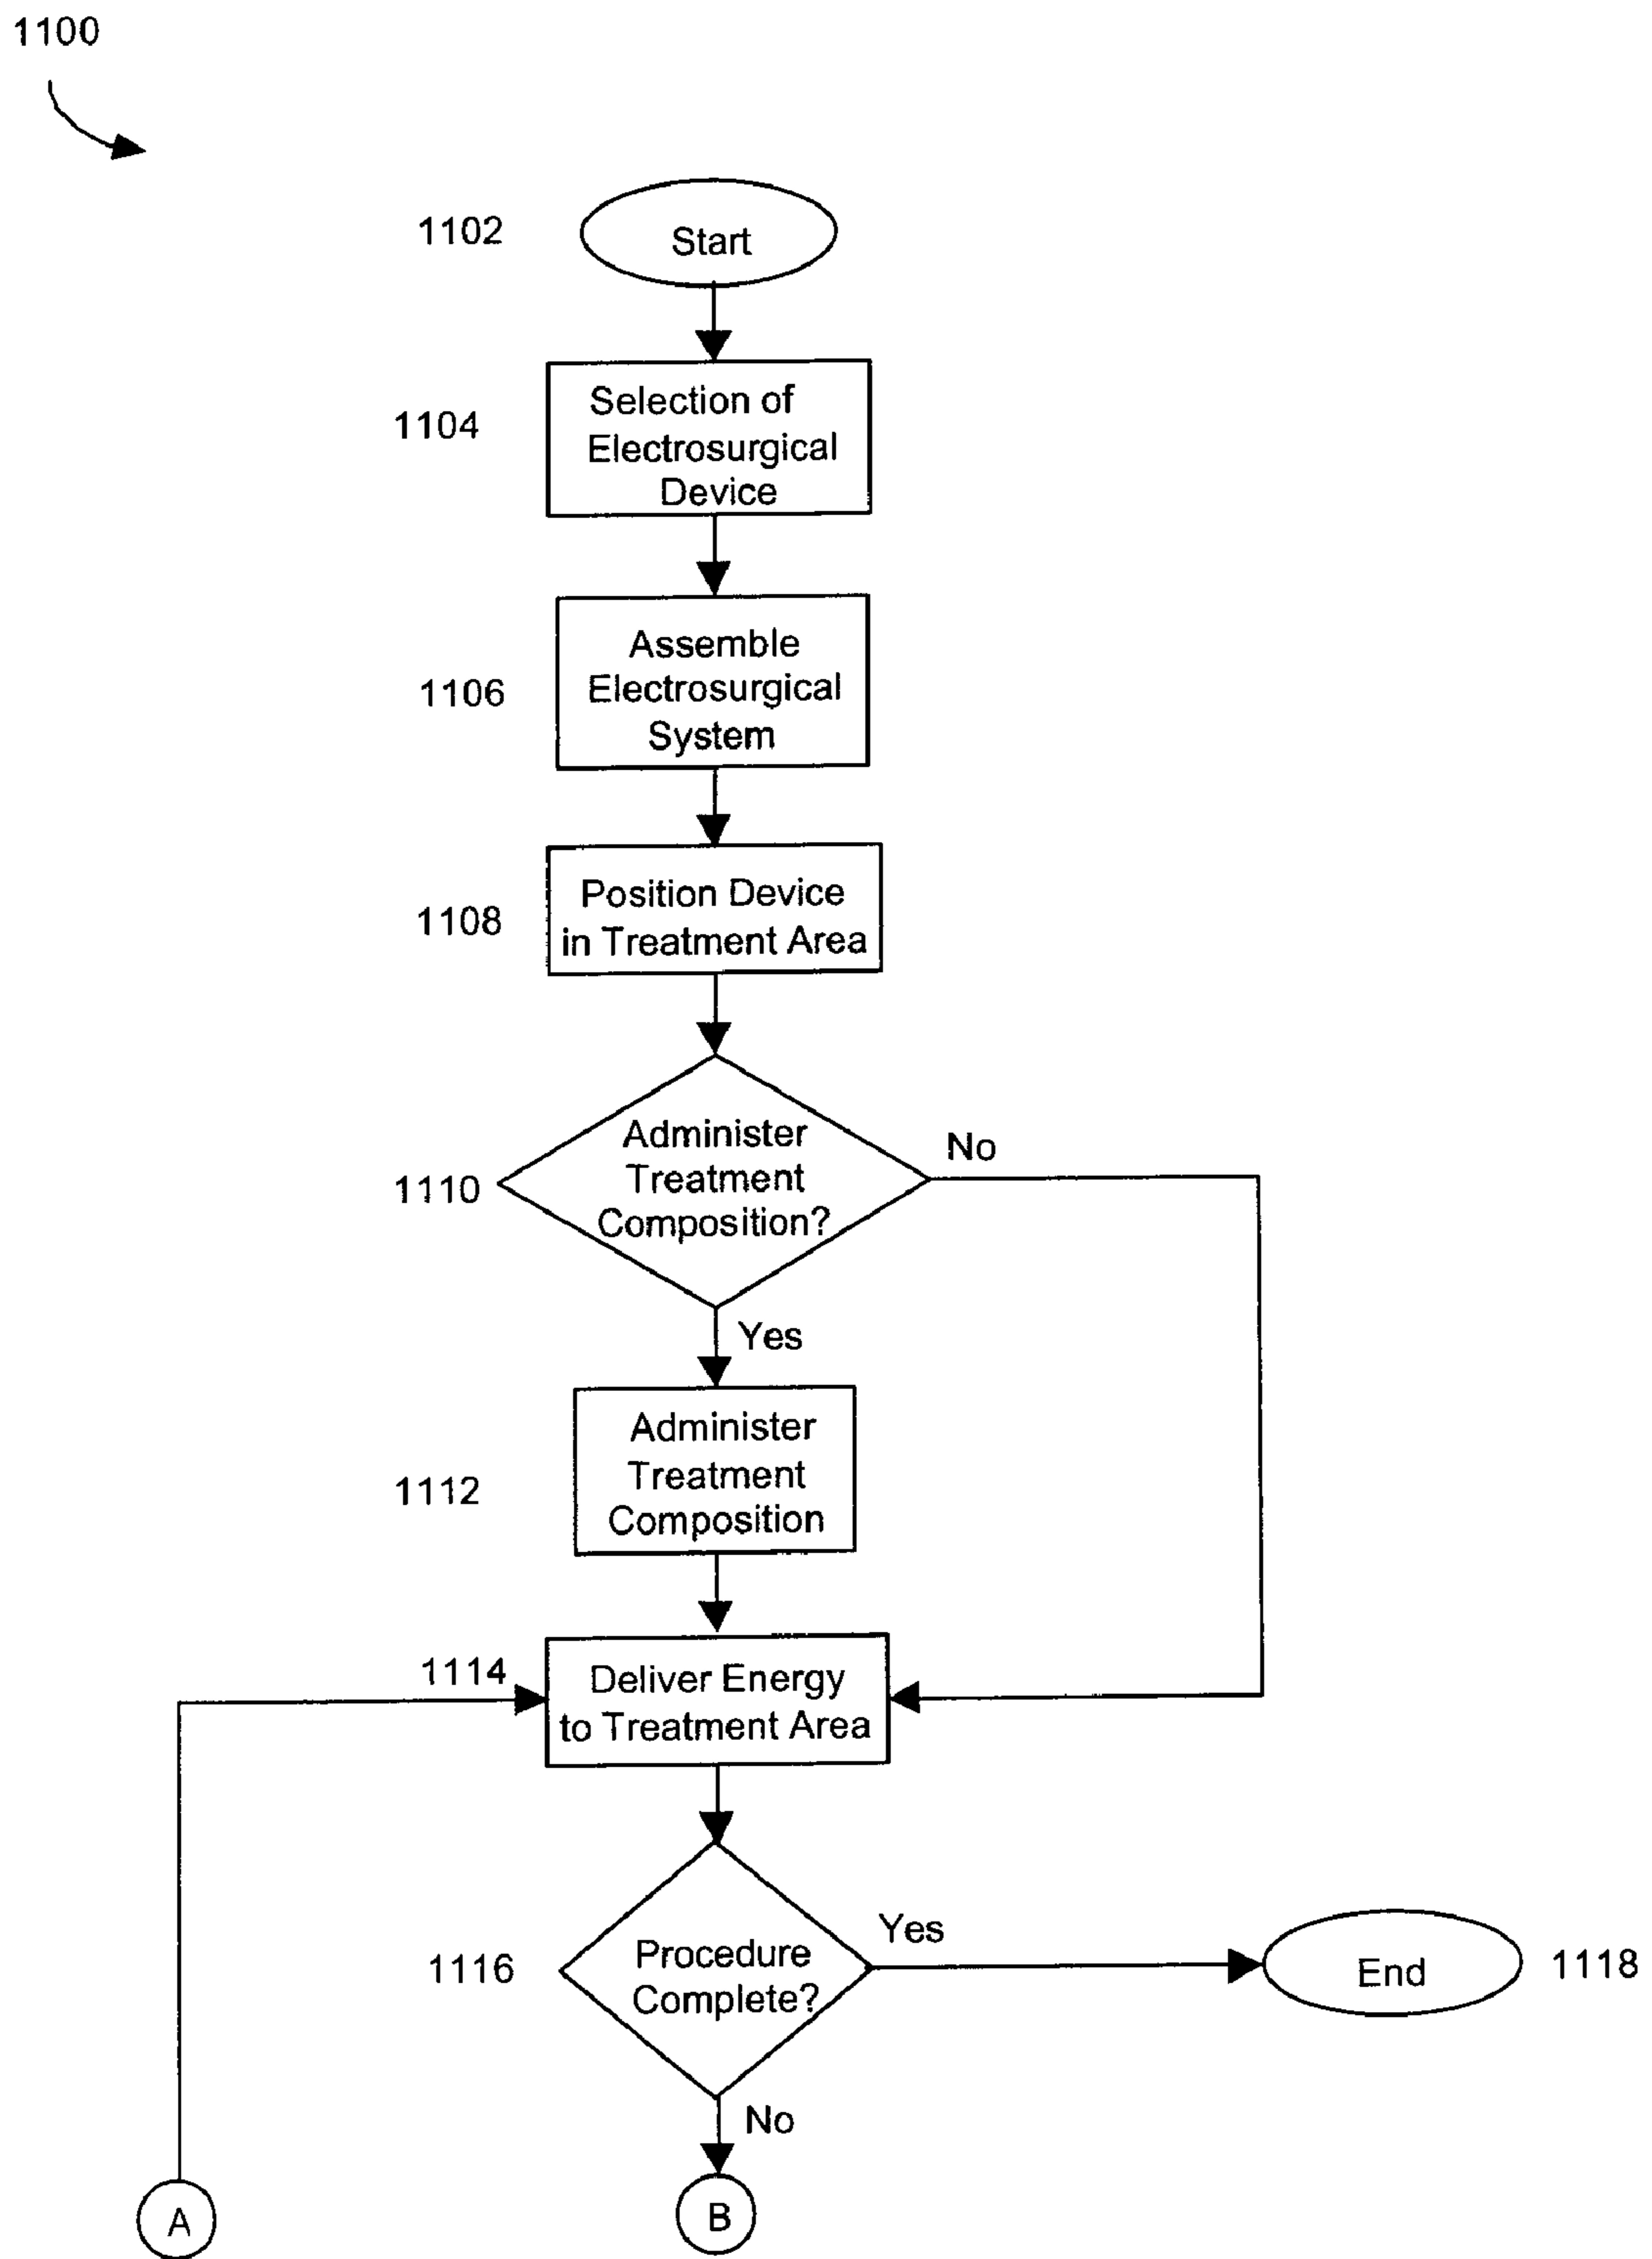 1100
1102
Start
1104
Selection of
Electrosurgical
Device
1106
Assemble
Electrosurgical
System
1108
Position Device
in Treatment Area
1110
Administer
Treatment
Composition?
No
Yes
1112
Administer
Treatment
Composition
1114
Deliver Energy
to Treatment Area
1116
Procedure
Complete?
Yes
End
1118
No
A
B